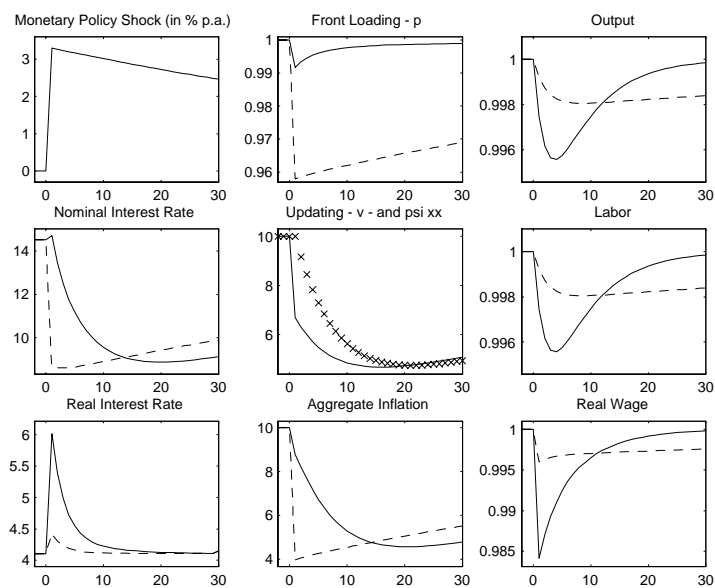 Monetary Policy Shock (in % p.a.)
3
2
1
0
0 10 20 30
Front Loading - p
1
0.99
0.98
0.97
0.96
0 10 20 30
Output
1
0.998
0.996
0 10 20 30
Nominal Interest Rate
14
12
10
0 10 20 30
Updating - v - and psi xx
10
8
6
0 10 20 30
Labor
1
0.998
0.996
0 10 20 30
Real Interest Rate
6
5.5
5
4.5
4
0 10 20 30
Aggregate Inflation
10
8
6
4
0 10 20 30
Real Wage
1
0.995
0.99
0.985
0 10 20 30